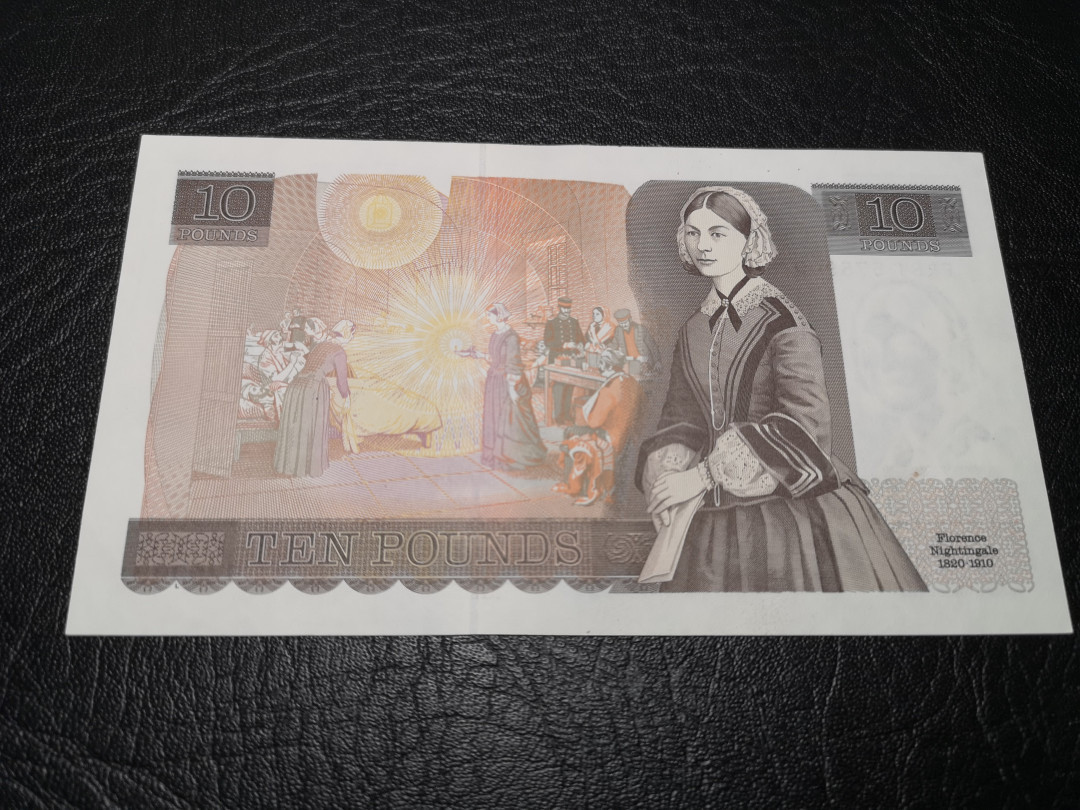 10
POUNDS
10
POUNDS
TEN POUNDS
Florence
Nightingale
1820-1910